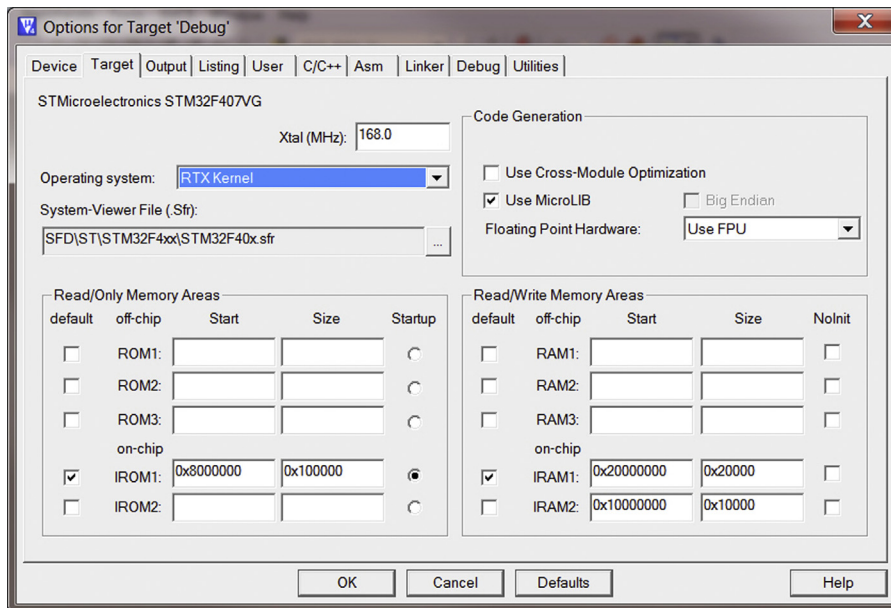 Options for Target 'Debug'
Device Target Output Listing User C/C++ Asm Linker Debug Utilities
STMicroelectronics STM32F407VG
Xtal (MHz): 168.0
Operating system: RTX Kernel
System-Viewer File (.Sfr):
SFD\ST\STM32F4xx\STM32F40x.sfr ...
Code Generation
Use Cross-Module Optimization
Use MicroLIB Big Endian
Floating Point Hardware: Use FPU
Read/Only Memory Areas
default off-chip Start Size Startup
ROM1:
ROM2:
ROM3:
on-chip
IROM1: 0x8000000 0x100000
IROM2:
Read/Write Memory Areas
default off-chip Start Size NoInit
RAM1:
RAM2:
RAM3:
on-chip
IRAM1: 0x20000000 0x20000
IRAM2: 0x10000000 0x10000
OK Cancel Defaults Help